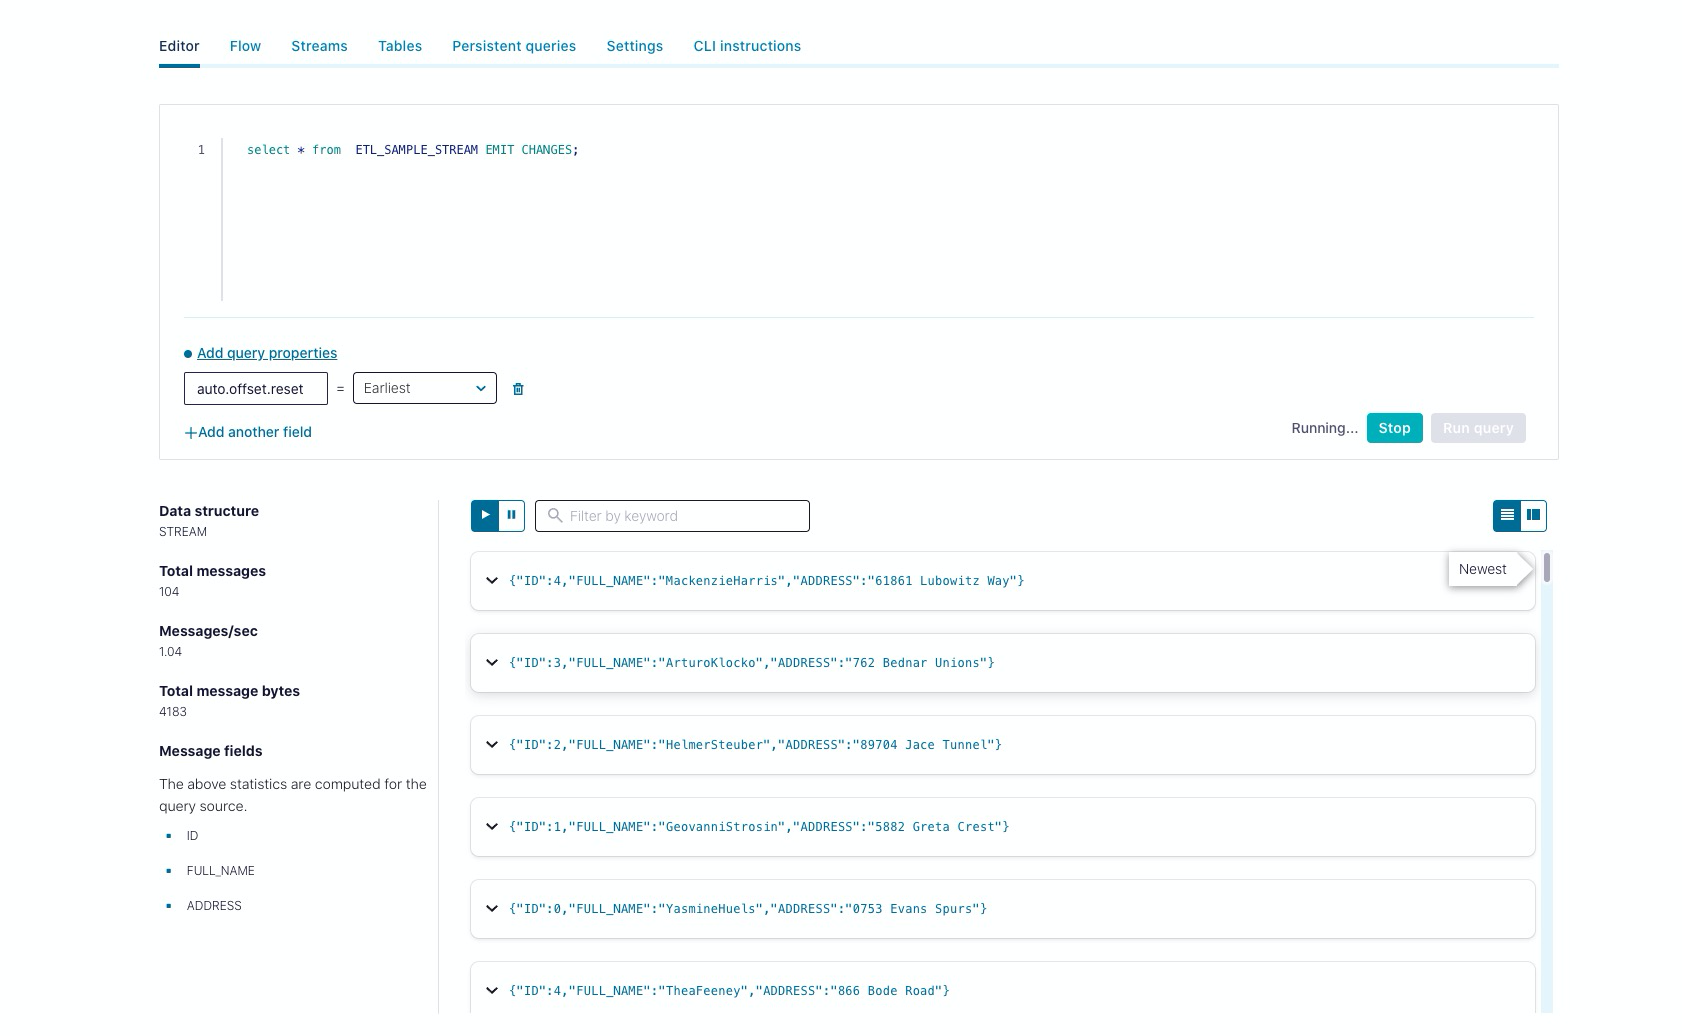 Editor Flow Streams Tables Persistent queries Settings CLI instructions
1 select * from  ETL_SAMPLE_STREAM EMIT CHANGES;
Add query properties
auto.offset.reset = Earliest
+Add another field
Running... Stop Run query
Data structure
STREAM
Total messages
104
Messages/sec
1.04
Total message bytes
4183
Message fields
The above statistics are computed for the
query source.
ID
FULL_NAME
ADDRESS
Filter by keyword
Newest
{"ID":4,"FULL_NAME":"MackenzieHarris","ADDRESS":"61861 Lubowitz Way"}
{"ID":3,"FULL_NAME":"ArturoKlocko","ADDRESS":"762 Bednar Unions"}
{"ID":2,"FULL_NAME":"HelmerSteuber","ADDRESS":"89704 Jace Tunnel"}
{"ID":1,"FULL_NAME":"GeovanniStrosin","ADDRESS":"5882 Greta Crest"}
{"ID":0,"FULL_NAME":"YasmineHuels","ADDRESS":"0753 Evans Spurs"}
{"ID":4,"FULL_NAME":"TheaFeeney","ADDRESS":"866 Bode Road"}